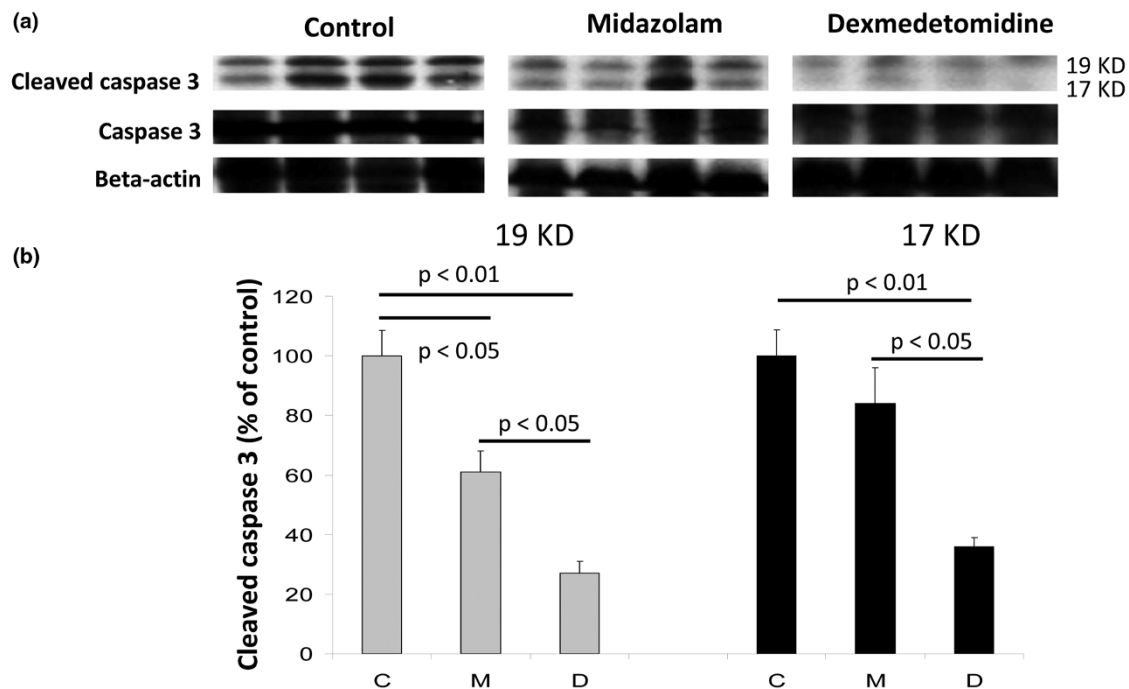 (a)
Control Midazolam Dexmedetomidine
Cleaved caspase 3
19 KD
17 KD
Caspase 3
Beta-actin
(b)
19 KD 17 KD
Cleaved caspase 3 (% of control)
120
100
80
60
40
20
0
p < 0.01
p < 0.05
p < 0.05
p < 0.01
p < 0.05
C M D C M D